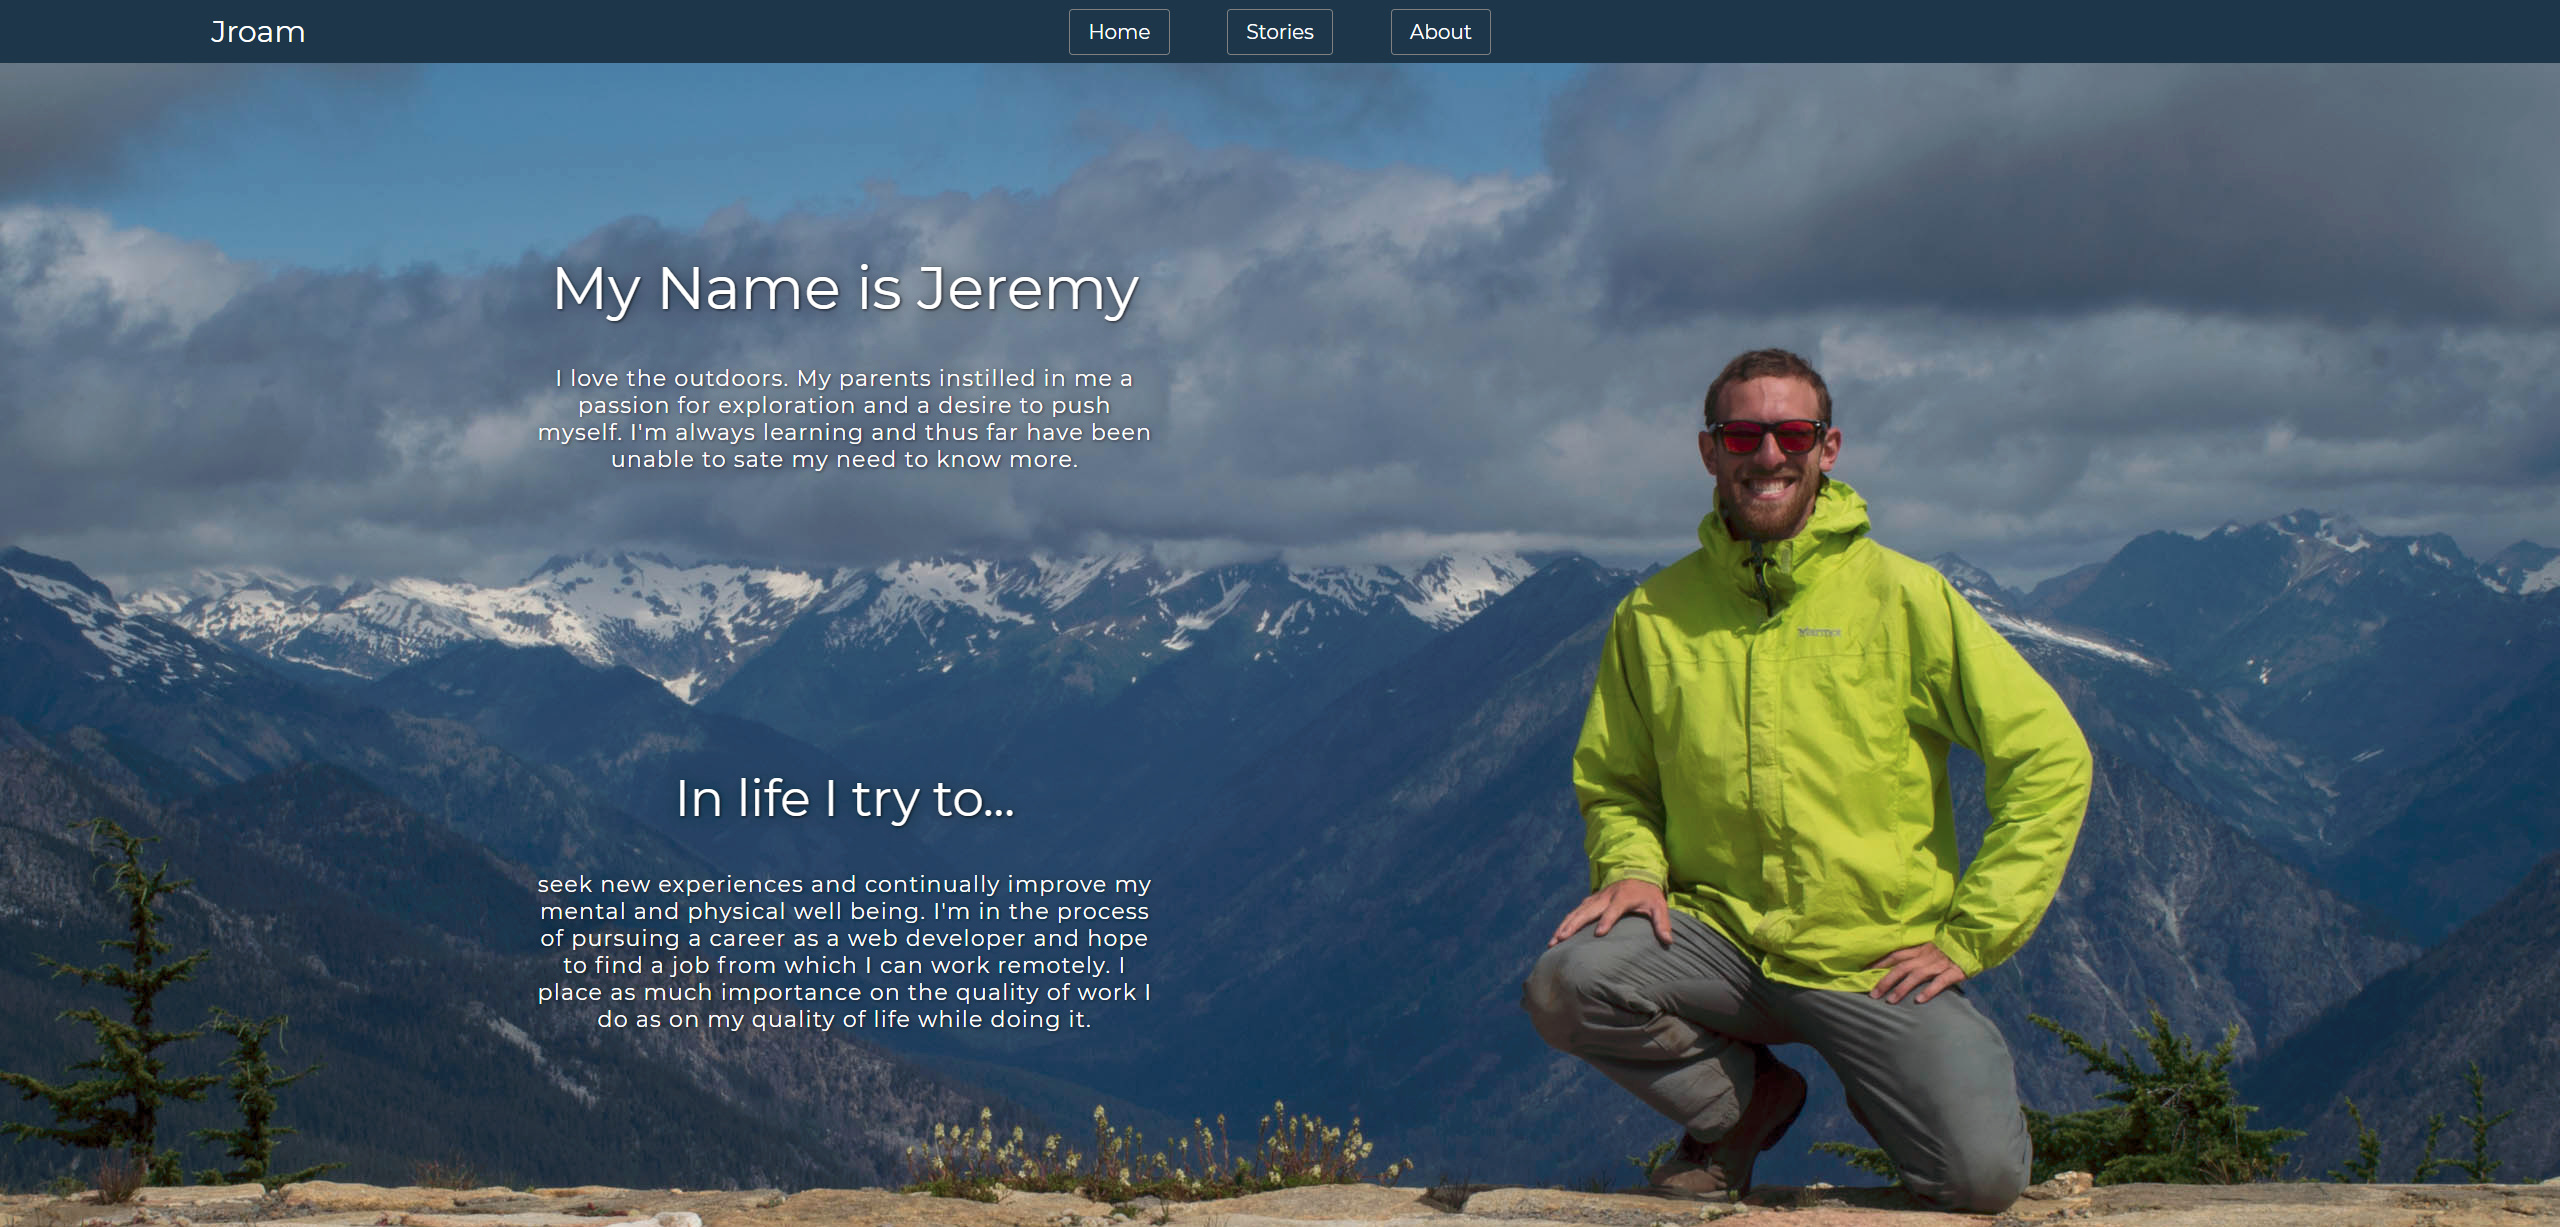 Jroam
Home
Stories
About
My Name is Jeremy
I love the outdoors. My parents instilled in me a
passion for exploration and a desire to push
myself. I'm always learning and thus far have been
unable to sate my need to know more.
Marmot
In life I try to...
seek new experiences and continually improve my
mental and physical well being. I'm in the process
of pursuing a career as a web developer and hope
to find a job from which I can work remotely. I
place as much importance on the quality of work I
do as on my quality of life while doing it.